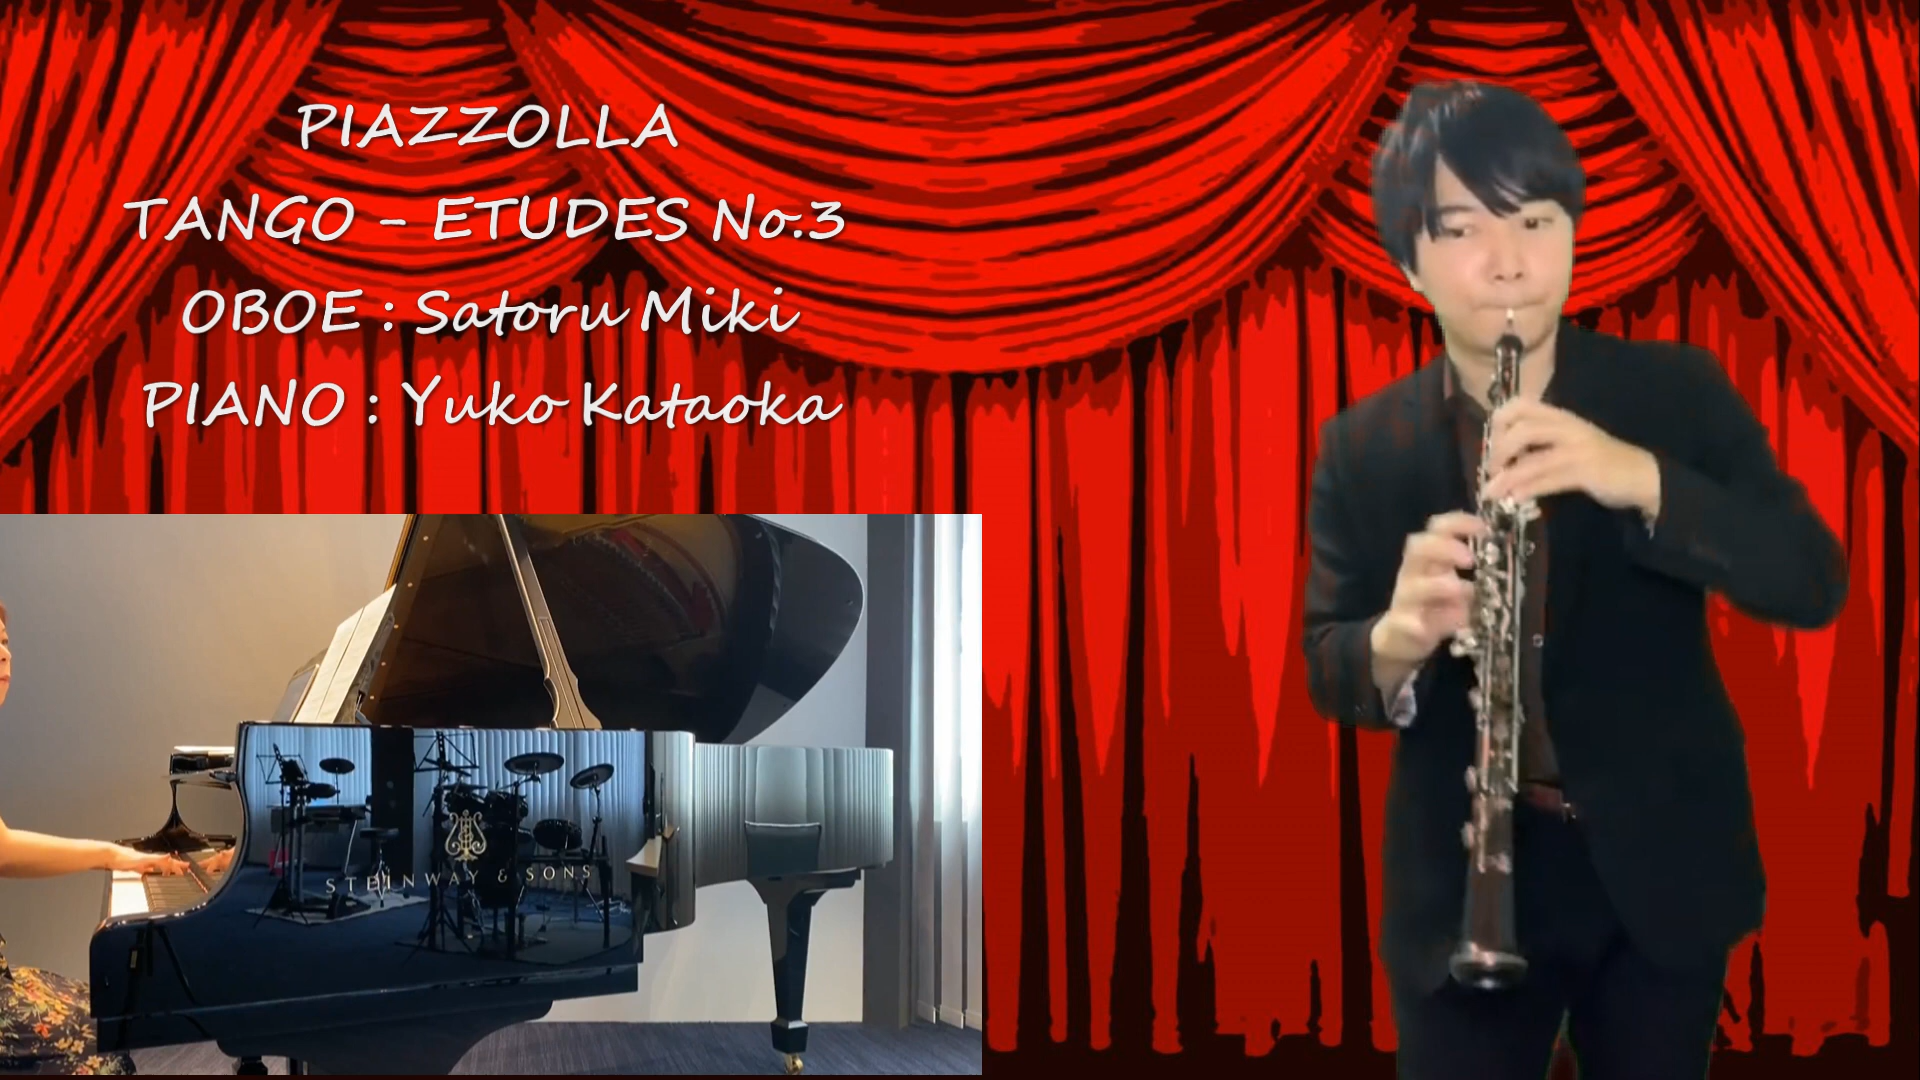 PIAZZOLLA
TANGO - ETUDES No.3
OBOE : Satoru Miki
PIANO : Yuko Kataoka
STEINWAY & SONS